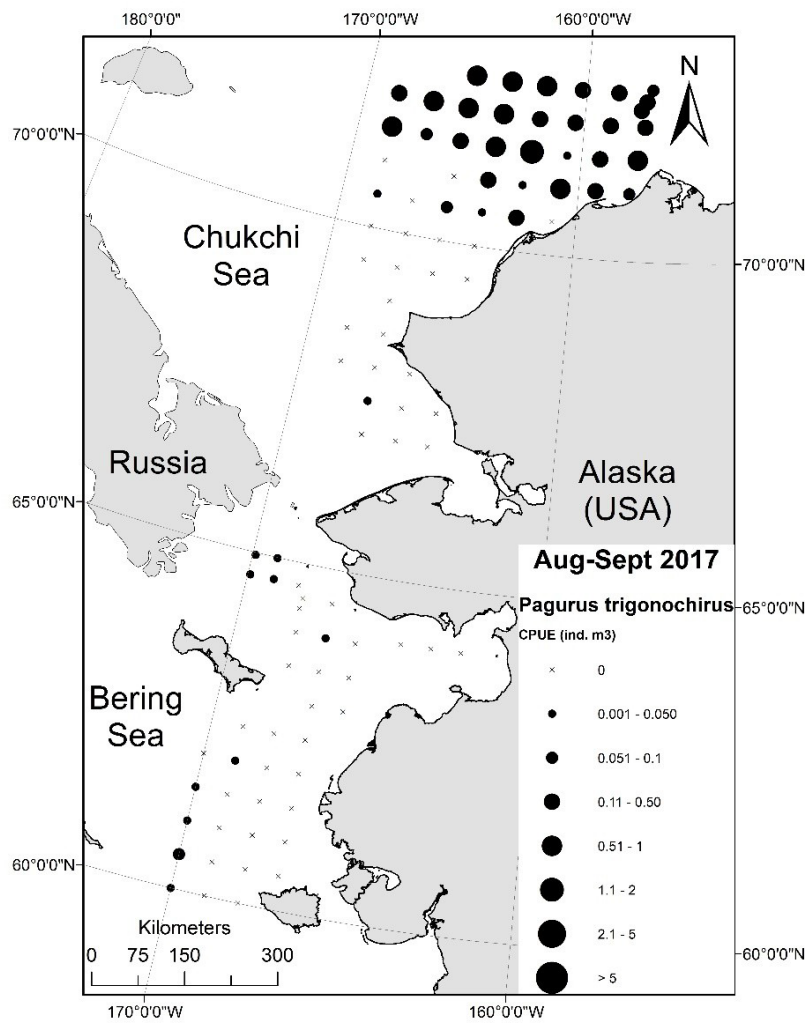 180°0'0"
170°0'0"W
160°0'0"W
N
70°0'0"N
Chukchi
Sea
70°0'0"N
Russia
Alaska
(USA)
65°0'0"N
65°0'0"N
Aug-Sept 2017
Pagurus trigonochirus
CPUE (ind. m3)
0
0.001 - 0.050
0.051 - 0.1
0.11 - 0.50
0.51 - 1
1.1 - 2
2.1 - 5
> 5
Bering
Sea
60°0'0"N
60°0'0"N
Kilometers
0 75 150 300
170°0'0"W
160°0'0"W